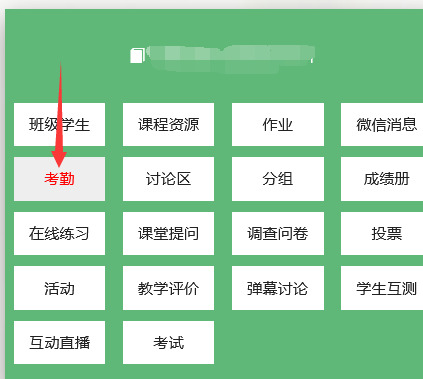 班级学生 课程资源 作业 微信消息
考勤 讨论区 分组 成绩册
在线练习 课堂提问 调查问卷 投票
活动 教学评价 弹幕讨论 学生互测
互动直播 考试